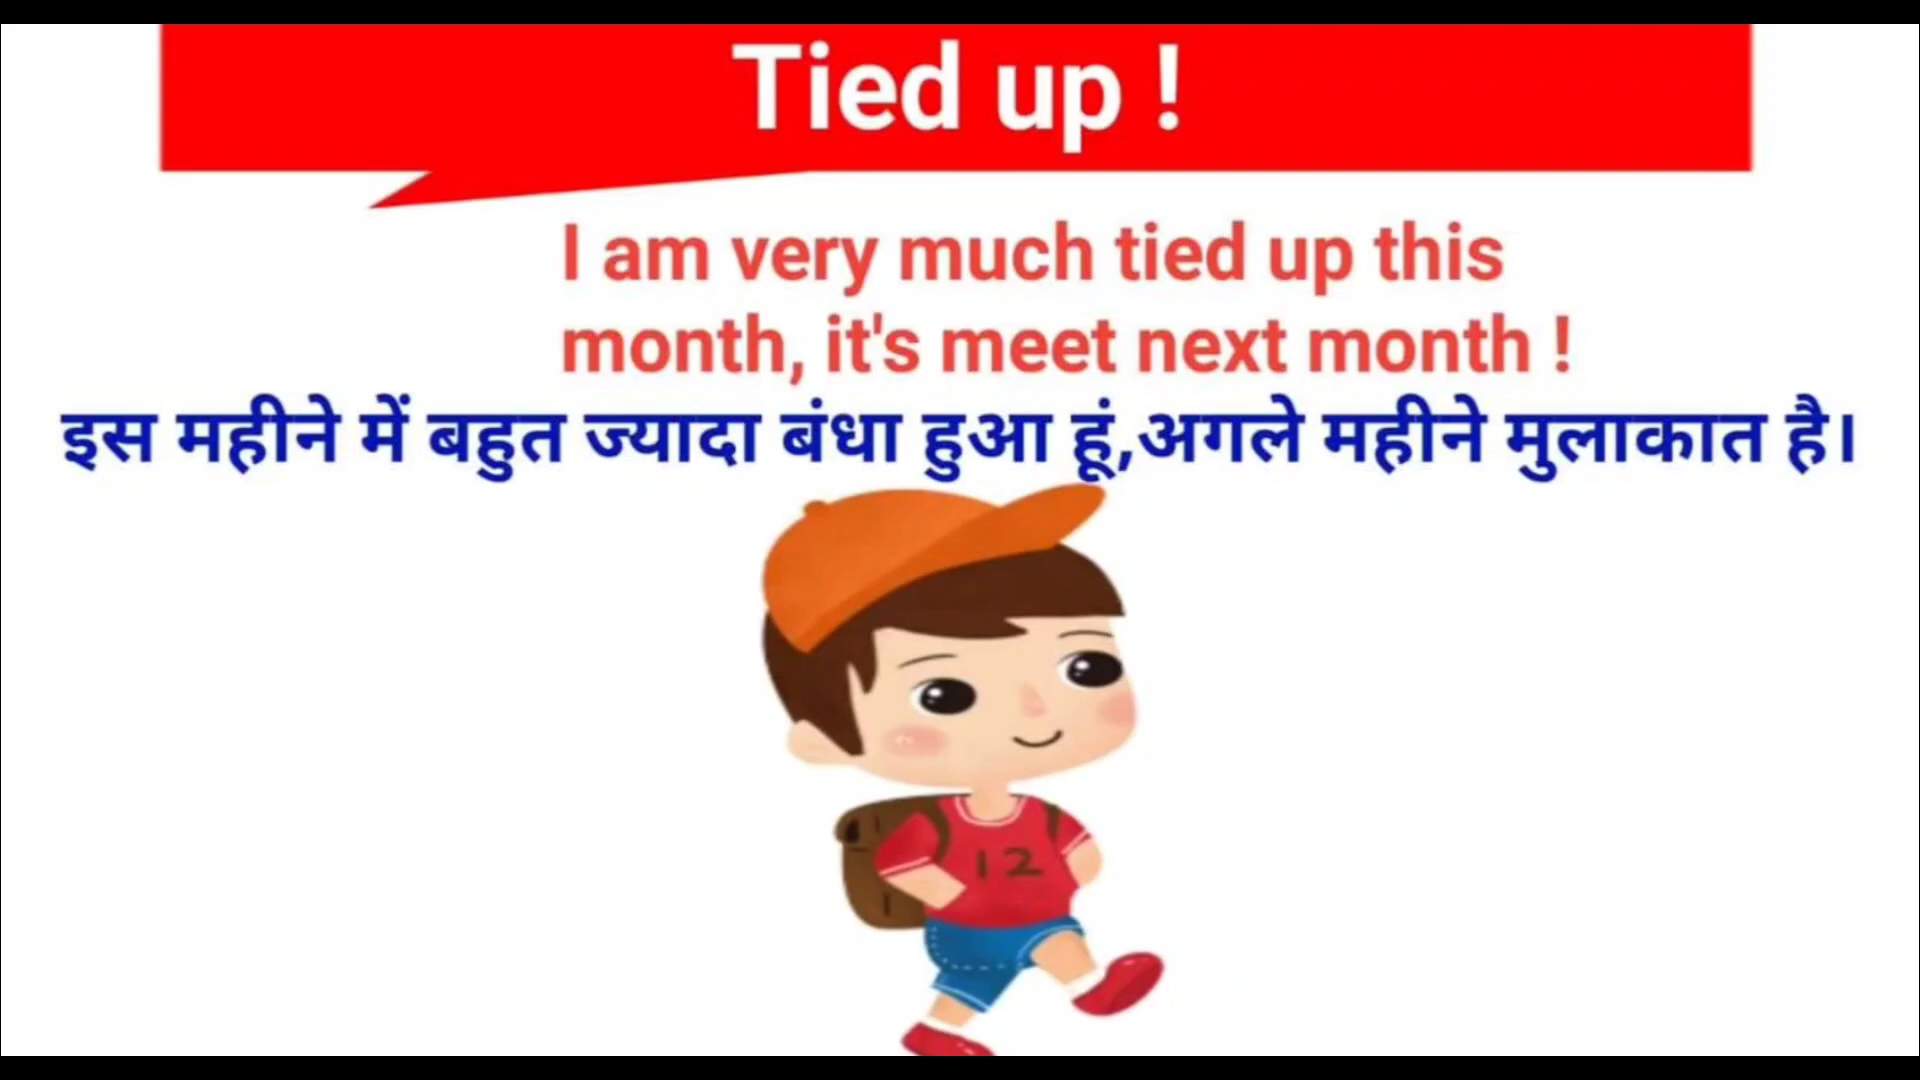 Tied up !
I am very much tied up this
month, it's meet next month !
इस महीने में बहुत ज्यादा बंधा हुआ हूं,अगले महीने मुलाकात है।
12